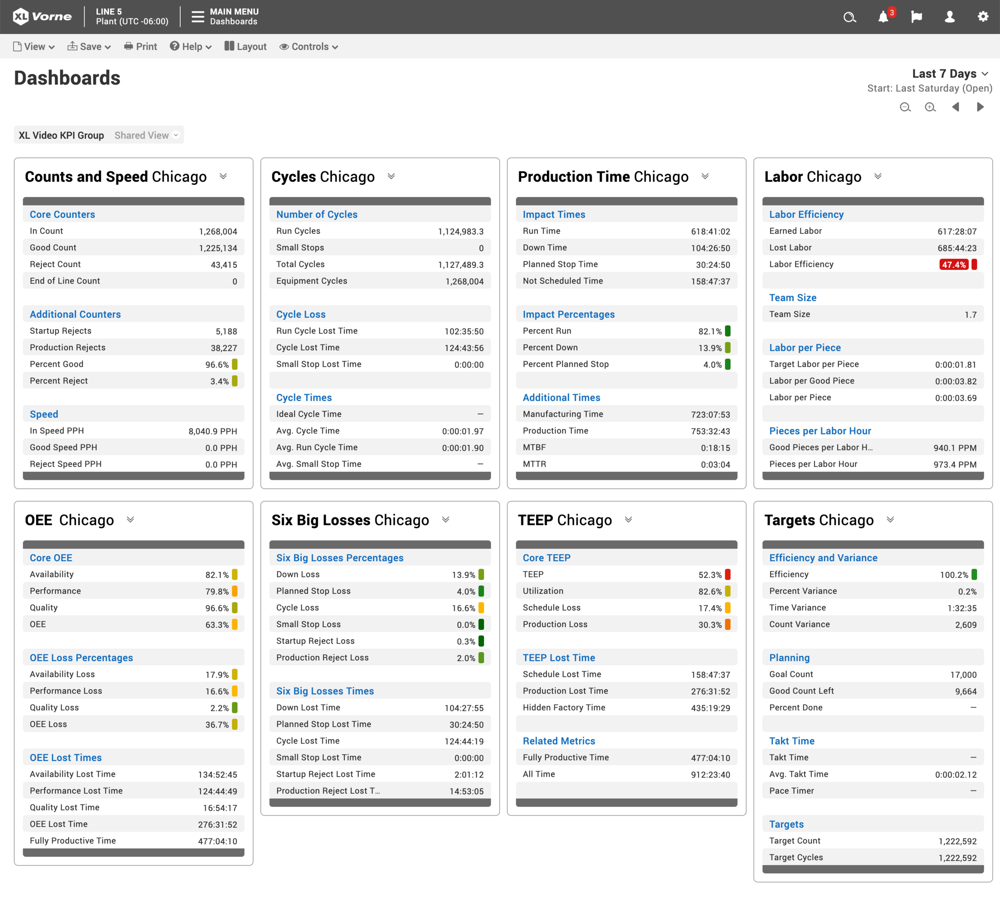 XL Vorne
LINE 5
Plant (UTC -06:00)
MAIN MENU
Dashboards
3
View
Save
Print
Help
Layout
Controls
Dashboards
Last 7 Days
Start: Last Saturday (Open)
XL Video KPI Group Shared View
Counts and Speed Chicago
Core Counters
In Count 1,268,004
Good Count 1,225,134
Reject Count 43,415
End of Line Count 0
Additional Counters
Startup Rejects 5,188
Production Rejects 38,227
Percent Good 96.6%
Percent Reject 3.4%
Speed
In Speed PPH 8,040.9 PPH
Good Speed PPH 0.0 PPH
Reject Speed PPH 0.0 PPH
Cycles Chicago
Number of Cycles
Run Cycles 1,124,983.3
Small Stops 0
Total Cycles 1,127,489.3
Equipment Cycles 1,268,004
Cycle Loss
Run Cycle Lost Time 102:35:50
Cycle Lost Time 124:43:56
Small Stop Lost Time 0:00:00
Cycle Times
Ideal Cycle Time –
Avg. Cycle Time 0:00:01.97
Avg. Run Cycle Time 0:00:01.90
Avg. Small Stop Time –
Production Time Chicago
Impact Times
Run Time 618:41:02
Down Time 104:26:50
Planned Stop Time 30:24:50
Not Scheduled Time 158:47:37
Impact Percentages
Percent Run 82.1%
Percent Down 13.9%
Percent Planned Stop 4.0%
Additional Times
Manufacturing Time 723:07:53
Production Time 753:32:43
MTBF 0:18:15
MTTR 0:03:04
Labor Chicago
Labor Efficiency
Earned Labor 617:28:07
Lost Labor 685:44:23
Labor Efficiency 47.4%
Team Size
Team Size 1.7
Labor per Piece
Target Labor per Piece 0:00:01.81
Labor per Good Piece 0:00:03.82
Labor per Piece 0:00:03.69
Pieces per Labor Hour
Good Pieces per Labor H... 940.1 PPM
Pieces per Labor Hour 973.4 PPM
OEE Chicago
Core OEE
Availability 82.1%
Performance 79.8%
Quality 96.6%
OEE 63.3%
OEE Loss Percentages
Availability Loss 17.9%
Performance Loss 16.6%
Quality Loss 2.2%
OEE Loss 36.7%
OEE Lost Times
Availability Lost Time 134:52:45
Performance Lost Time 124:44:49
Quality Lost Time 16:54:17
OEE Lost Time 276:31:52
Fully Productive Time 477:04:10
Six Big Losses Chicago
Six Big Losses Percentages
Down Loss 13.9%
Planned Stop Loss 4.0%
Cycle Loss 16.6%
Small Stop Loss 0.0%
Startup Reject Loss 0.3%
Production Reject Loss 2.0%
Six Big Losses Times
Down Lost Time 104:27:55
Planned Stop Lost Time 30:24:50
Cycle Lost Time 124:44:19
Small Stop Lost Time 0:00:00
Startup Reject Lost Time 2:01:12
Production Reject Lost T... 14:53:05
TEEP Chicago
Core TEEP
TEEP 52.3%
Utilization 82.6%
Schedule Loss 17.4%
Production Loss 30.3%
TEEP Lost Time
Schedule Lost Time 158:47:37
Production Lost Time 276:31:52
Hidden Factory Time 435:19:29
Related Metrics
Fully Productive Time 477:04:10
All Time 912:23:40
Targets Chicago
Efficiency and Variance
Efficiency 100.2%
Percent Variance 0.2%
Time Variance 1:32:35
Count Variance 2,609
Planning
Goal Count 17,000
Good Count Left 9,664
Percent Done –
Takt Time
Takt Time –
Avg. Takt Time 0:00:02.12
Pace Timer –
Targets
Target Count 1,222,592
Target Cycles 1,222,592